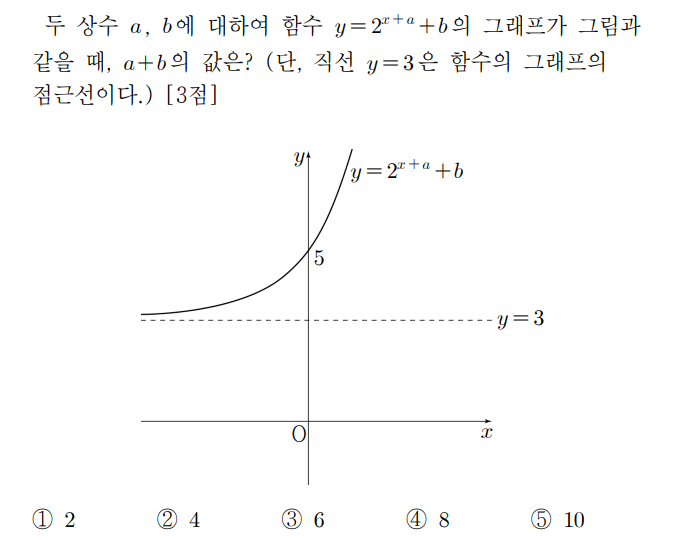 두 상수 a, b에 대하여 함수 y=2^{x+a}+b의 그래프가 그림과
같을 때, a+b의 값은? (단, 직선 y=3은 함수의 그래프의
점근선이다.) [3점]
y
y=2^{x+a}+b
5
y=3
O
x
① 2 ② 4 ③ 6 ④ 8 ⑤ 10